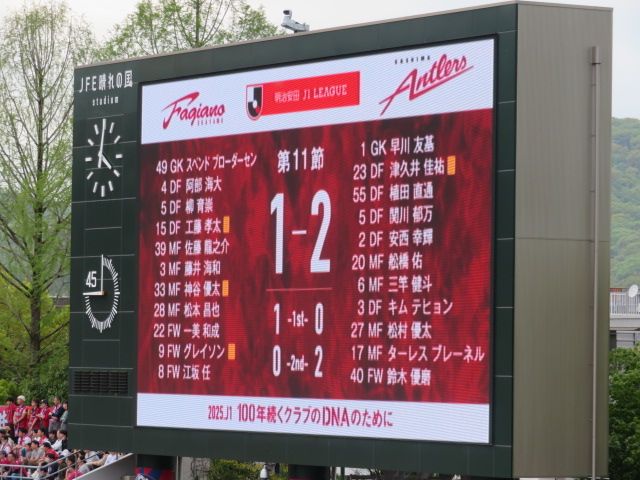 JFE晴れの国
stadium
45
Fagiano
OKAYAMA
明治安田 J1 LEAGUE
KASHIMA
Antlers
第11節
1-2
1 -1st- 0
0 -2nd- 2
49 GK スベンド ブローダーセン
4 DF 阿部 海大
5 DF 柳 育崇
15 DF 工藤 孝太
39 MF 佐藤 龍之介
3 MF 藤井 海和
33 MF 神谷 優太
28 MF 松本 昌也
22 FW 一美 和成
9 FW グレイソン
8 FW 江坂 任
1 GK 早川 友基
23 DF 津久井 佳祐
55 DF 植田 直通
5 DF 関川 郁万
2 DF 安西 幸輝
20 MF 舩橋 佑
6 MF 三竿 健斗
3 DF キム テヒョン
27 MF 松村 優太
17 MF ターレス ブレーネル
40 FW 鈴木 優磨
2025.J1 100年続くクラブのDNAのために